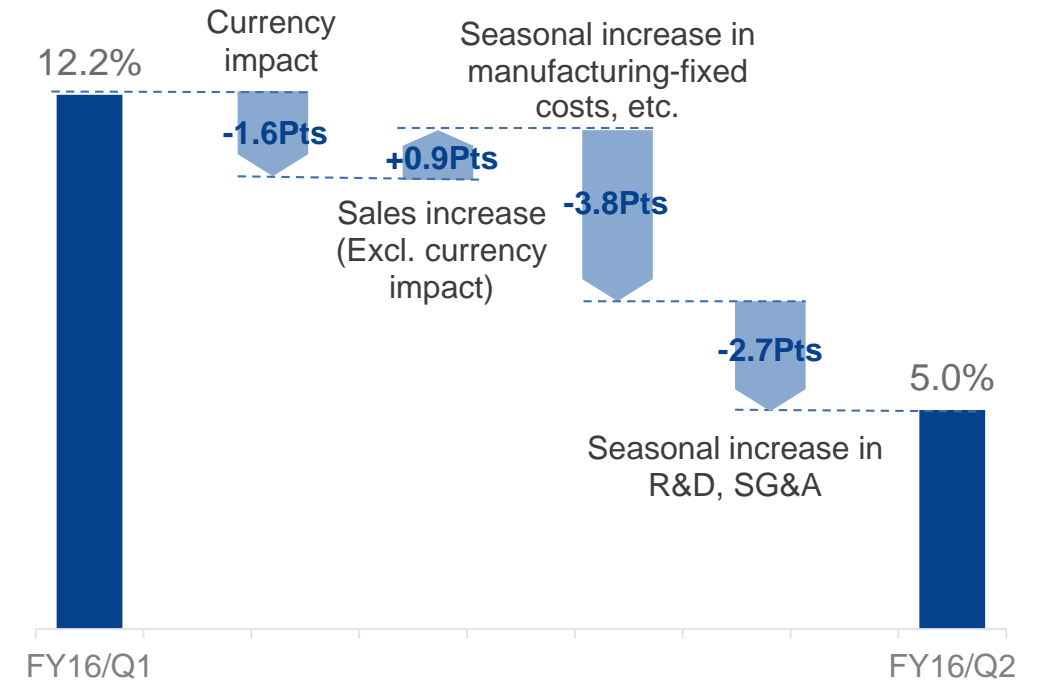 Currency
impact
12.2%
Seasonal increase in
manufacturing-fixed
costs, etc.
-1.6Pts
+0.9Pts
Sales increase
(Excl. currency
impact)
-3.8Pts
-2.7Pts
5.0%
Seasonal increase in
R&D, SG&A
FY16/Q1
FY16/Q2